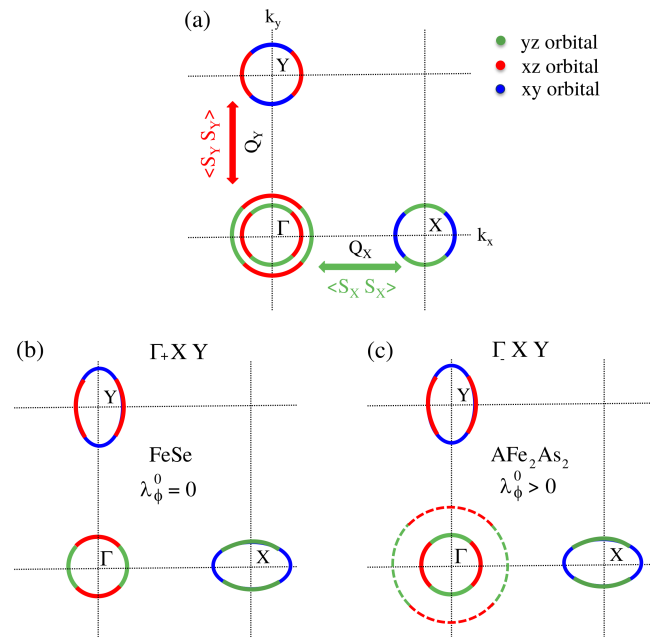 (a)
k_y
yz orbital
xz orbital
xy orbital
Y
<S_Y S_Y>
Q_Y
Γ
X
k_x
Q_X
<S_X S_X>
(b)
Γ₊ X Y
Y
FeSe
λ_ϕ^0 = 0
Γ
X
(c)
Γ₋ X Y
Y
AFe₂As₂
λ_ϕ^0 > 0
Γ
X